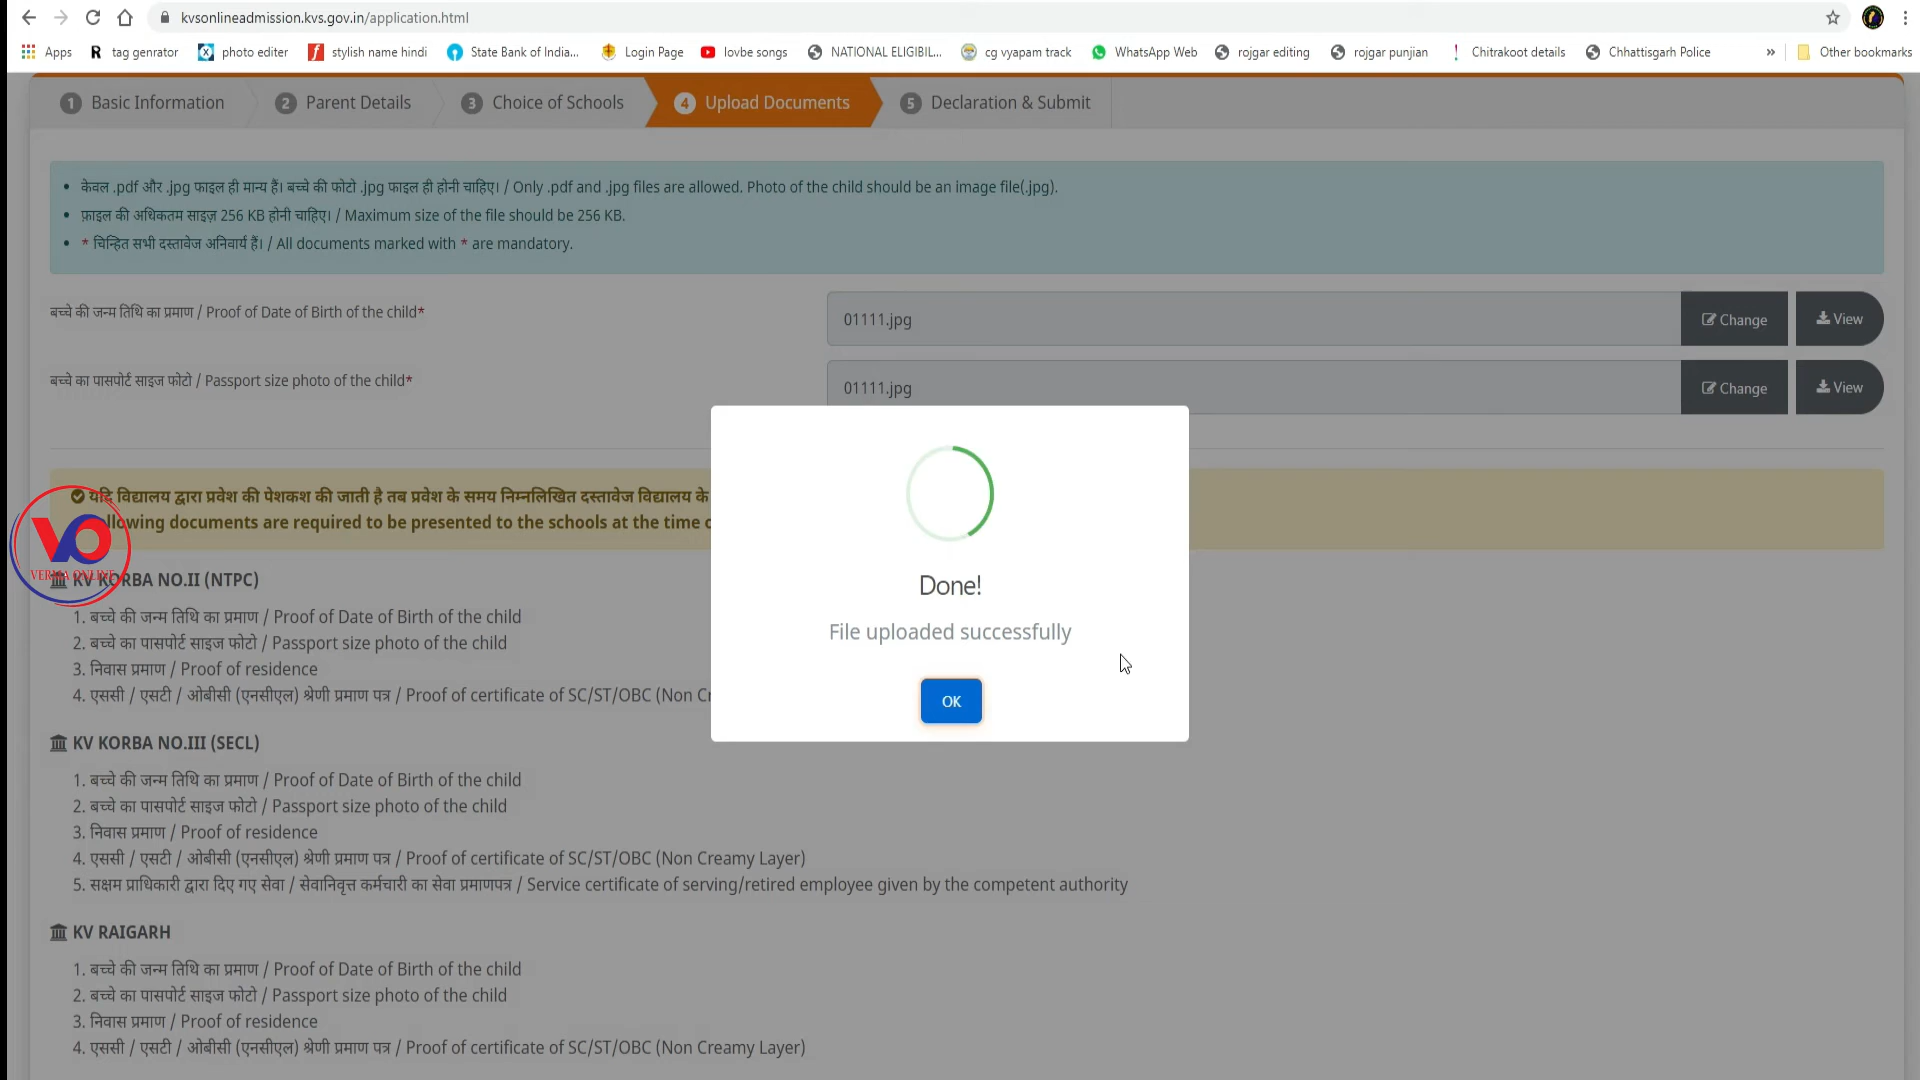 kvsonlineadmission.kvs.gov.in/application.html
Apps tag genrator photo editer stylish name hindi State Bank of India... Login Page lovbe songs NATIONAL ELIGIBIL... cg vyapam track WhatsApp Web rojgar editing rojgar punjian Chitrakoot details Chhattisgarh Police » Other bookmarks
1 Basic Information 2 Parent Details 3 Choice of Schools 4 Upload Documents 5 Declaration & Submit
• केवल .pdf और .jpg फाइल ही मान्य हैं। बच्चे की फोटो .jpg फाइल ही होनी चाहिए। / Only .pdf and .jpg files are allowed. Photo of the child should be an image file(.jpg).
• फ़ाइल की अधिकतम साइज़ 256 KB होनी चाहिए। / Maximum size of the file should be 256 KB.
• * चिन्हित सभी दस्तावेज अनिवार्य हैं। / All documents marked with * are mandatory.
बच्चे की जन्म तिथि का प्रमाण / Proof of Date of Birth of the child* 01111.jpg Change View
बच्चे का पासपोर्ट साइज फोटो / Passport size photo of the child* 01111.jpg Change View
यदि विद्यालय द्वारा प्रवेश की पेशकश की जाती है तब प्रवेश के समय निम्नलिखित दस्तावेज विद्यालय के
llowing documents are required to be presented to the schools at the time
VO
VERMA ONLINE
Done!
File uploaded successfully
OK
KV KORBA NO.II (NTPC)
1. बच्चे की जन्म तिथि का प्रमाण / Proof of Date of Birth of the child
2. बच्चे का पासपोर्ट साइज फोटो / Passport size photo of the child
3. निवास प्रमाण / Proof of residence
4. एससी / एसटी / ओबीसी (एनसीएल) श्रेणी प्रमाण पत्र / Proof of certificate of SC/ST/OBC (Non Cr
KV KORBA NO.III (SECL)
1. बच्चे की जन्म तिथि का प्रमाण / Proof of Date of Birth of the child
2. बच्चे का पासपोर्ट साइज फोटो / Passport size photo of the child
3. निवास प्रमाण / Proof of residence
4. एससी / एसटी / ओबीसी (एनसीएल) श्रेणी प्रमाण पत्र / Proof of certificate of SC/ST/OBC (Non Creamy Layer)
5. सक्षम प्राधिकारी द्वारा दिए गए सेवा / सेवानिवृत्त कर्मचारी का सेवा प्रमाणपत्र / Service certificate of serving/retired employee given by the competent authority
KV RAIGARH
1. बच्चे की जन्म तिथि का प्रमाण / Proof of Date of Birth of the child
2. बच्चे का पासपोर्ट साइज फोटो / Passport size photo of the child
3. निवास प्रमाण / Proof of residence
4. एससी / एसटी / ओबीसी (एनसीएल) श्रेणी प्रमाण पत्र / Proof of certificate of SC/ST/OBC (Non Creamy Layer)